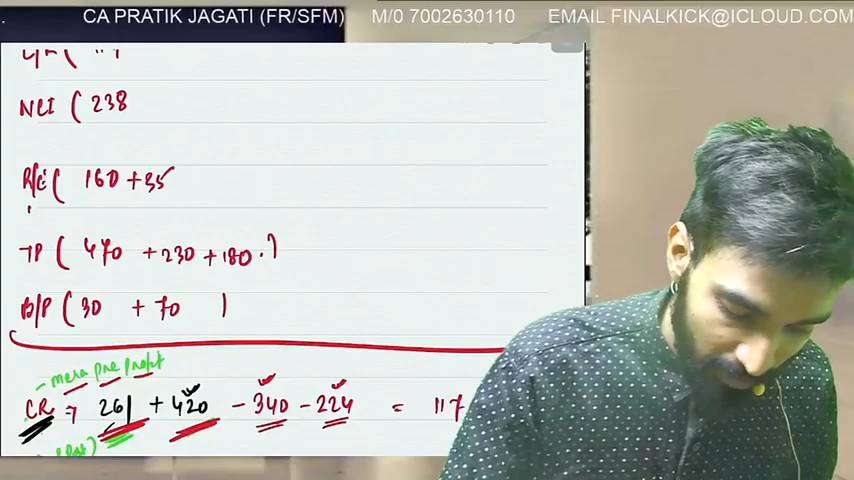 CA PRATIK JAGATI (FR/SFM) M/0 7002630110 EMAIL FINALKICK@ICLOUD.COM
NCI ( 238
R/E ( 160 + 35
TP ( 470 + 230 + 180.)
B/P ( 30 + 70 )
- mera pre profit
CR → 261 + 420 - 340 - 224 = 117